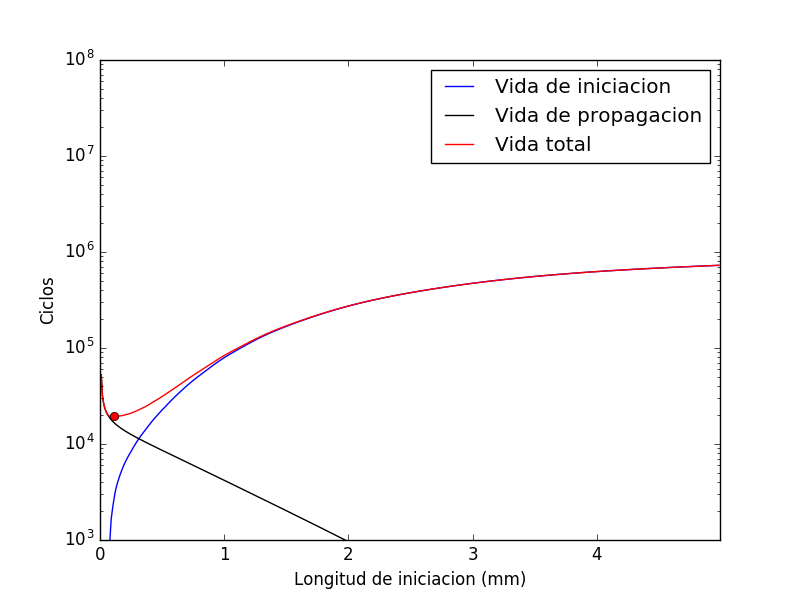 Vida de iniciacion
Vida de propagacion
Vida total
10^8
10^7
10^6
10^5
10^4
10^3
Ciclos
0 1 2 3 4
Longitud de iniciacion (mm)